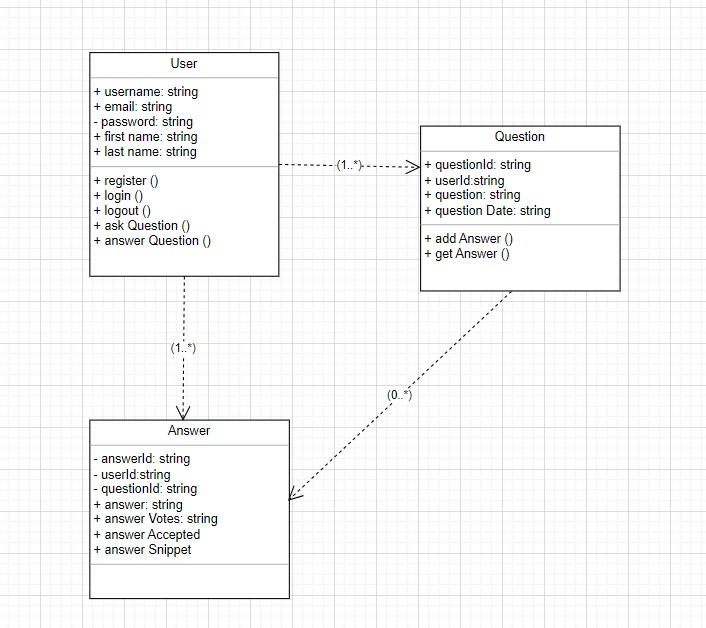 User
+ username: string
+ email: string
- password: string
+ first name: string
+ last name: string
+ register ()
+ login ()
+ logout ()
+ ask Question ()
+ answer Question ()
(1..*)
Question
+ questionId: string
+ userId:string
+ question: string
+ question Date: string
+ add Answer ()
+ get Answer ()
(1..*)
(0..*)
Answer
- answerId: string
- userId:string
- questionId: string
+ answer: string
+ answer Votes: string
+ answer Accepted
+ answer Snippet